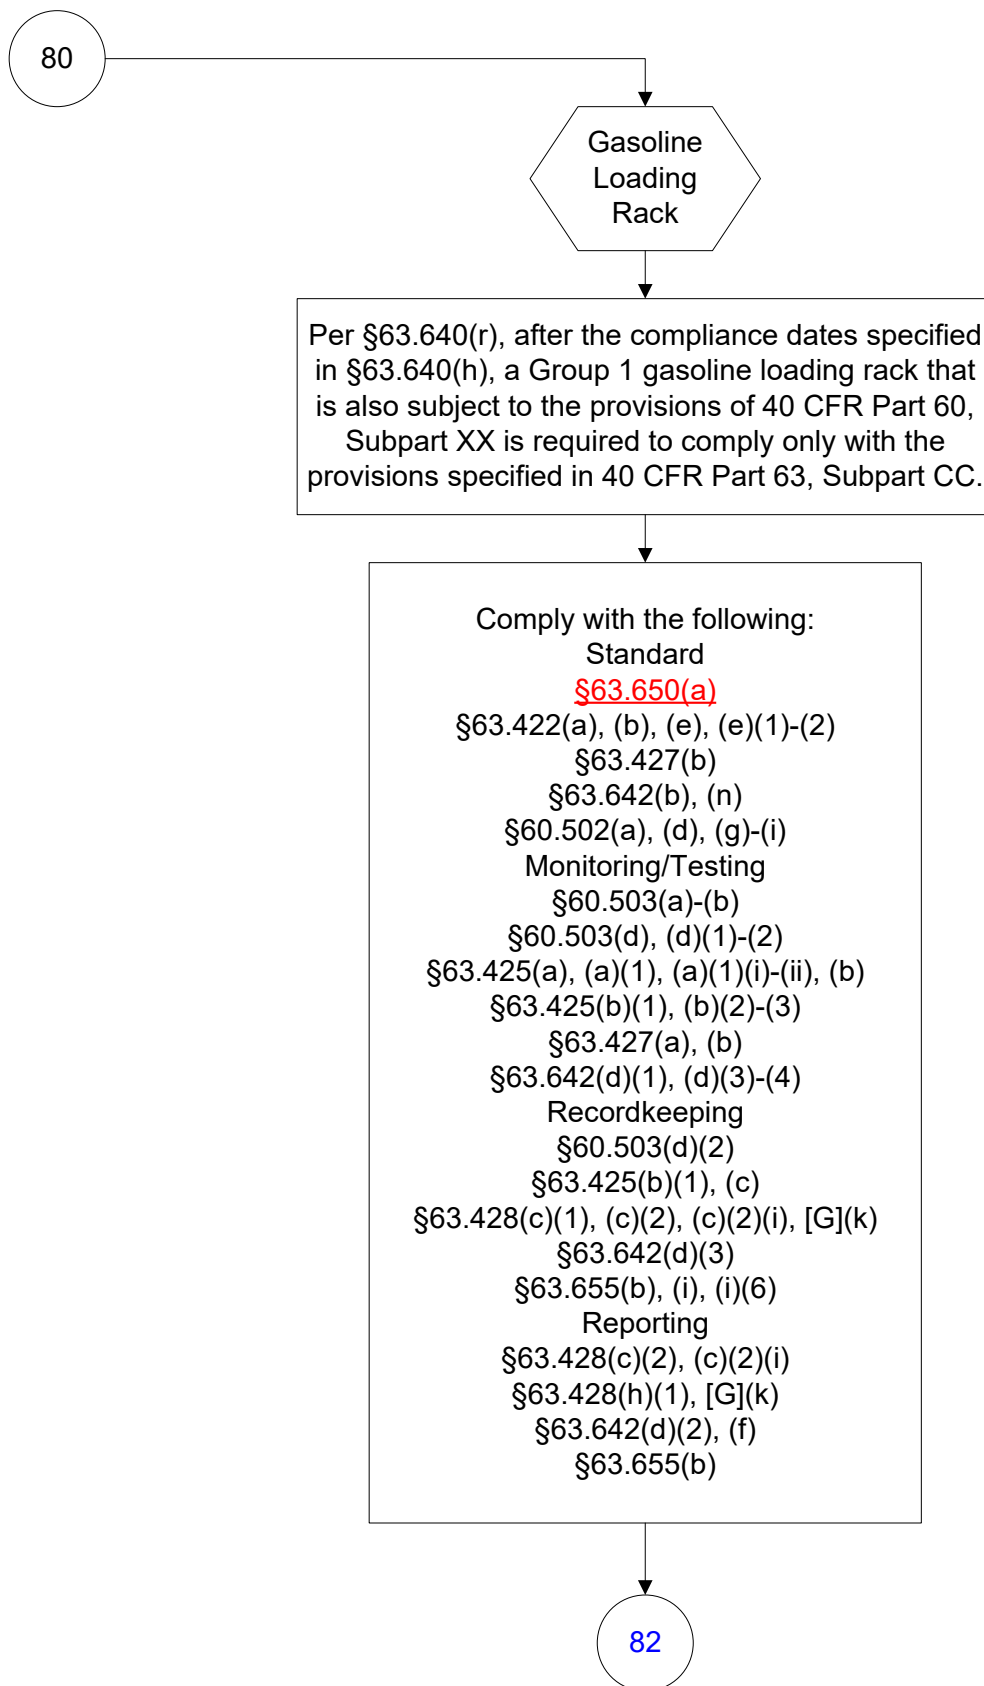 80
Gasoline
Loading
Rack
Per §63.640(r), after the compliance dates specified
in §63.640(h), a Group 1 gasoline loading rack that
is also subject to the provisions of 40 CFR Part 60,
Subpart XX is required to comply only with the
provisions specified in 40 CFR Part 63, Subpart CC.
Comply with the following:
Standard
§63.650(a)
§63.422(a), (b), (e), (e)(1)-(2)
§63.427(b)
§63.642(b), (n)
§60.502(a), (d), (g)-(i)
Monitoring/Testing
§60.503(a)-(b)
§60.503(d), (d)(1)-(2)
§63.425(a), (a)(1), (a)(1)(i)-(ii), (b)
§63.425(b)(1), (b)(2)-(3)
§63.427(a), (b)
§63.642(d)(1), (d)(3)-(4)
Recordkeeping
§60.503(d)(2)
§63.425(b)(1), (c)
§63.428(c)(1), (c)(2), (c)(2)(i), [G](k)
§63.642(d)(3)
§63.655(b), (i), (i)(6)
Reporting
§63.428(c)(2), (c)(2)(i)
§63.428(h)(1), [G](k)
§63.642(d)(2), (f)
§63.655(b)
82